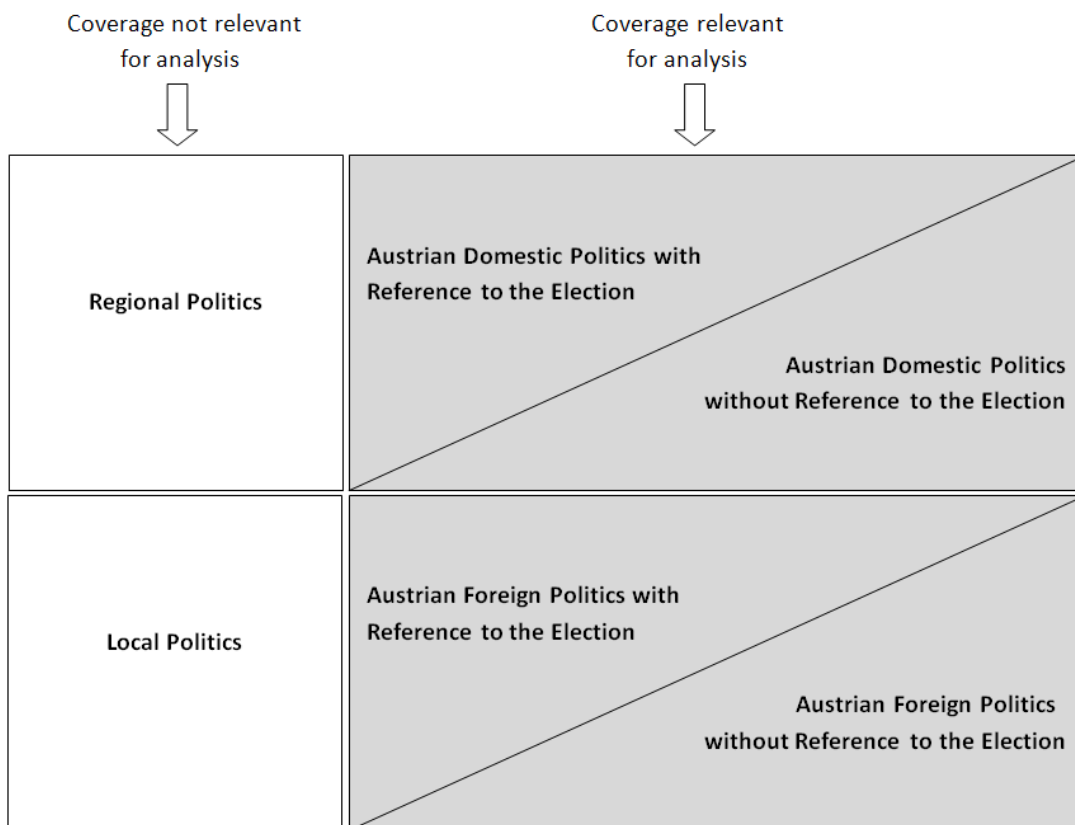 Coverage not relevant
for analysis
Coverage relevant
for analysis
Regional Politics
Austrian Domestic Politics with
Reference to the Election
Austrian Domestic Politics
without Reference to the Election
Local Politics
Austrian Foreign Politics with
Reference to the Election
Austrian Foreign Politics
without Reference to the Election